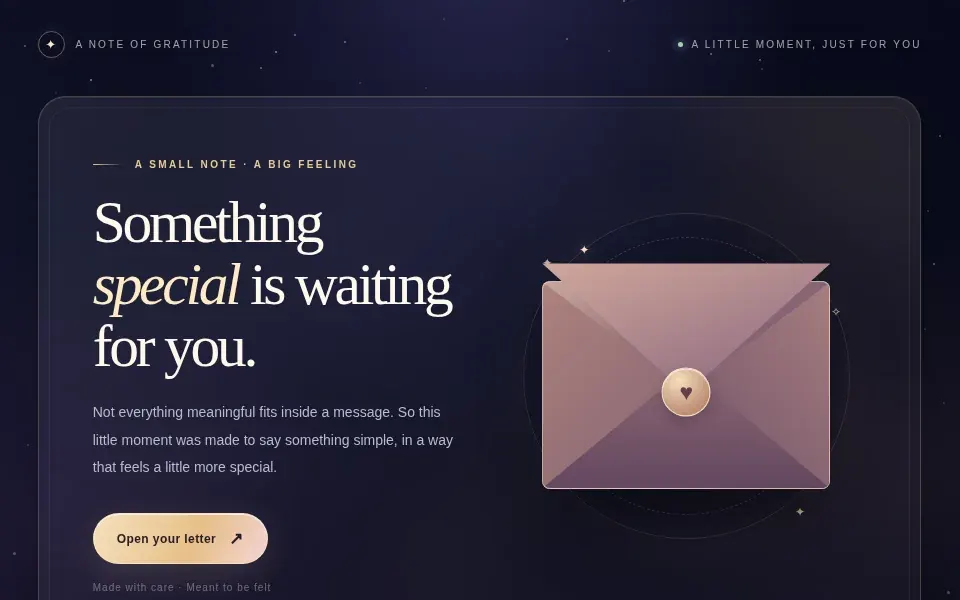 A NOTE OF GRATITUDE
A LITTLE MOMENT, JUST FOR YOU
A SMALL NOTE · A BIG FEELING
Something
special is waiting
for you.
Not everything meaningful fits inside a message. So this
little moment was made to say something simple, in a way
that feels a little more special.
Open your letter ↗
Made with care · Meant to be felt